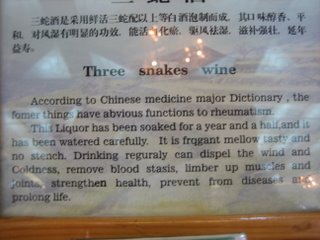 三蛇酒
三蛇酒是采用鲜活三蛇配以上等白酒泡制而成。其口味醇香、平
和。对风湿有明显的功效。能活血化瘀、驱风祛湿、滋补强壮、延年
益寿。
Three snakes wine
According to Chinese medicine major Dictionary , the
fomer things have abvious functions to rheumatism.
This Liquor has been soaked for a year and a half,and it
has been watered carefully. It is frqgant mellow tasty and
no stench. Drinking reguraly can dispel the wind and
Coldness, remove blood stasis, limber up muscles and
joints, strengthen health, prevent from diseases and
prolong life.